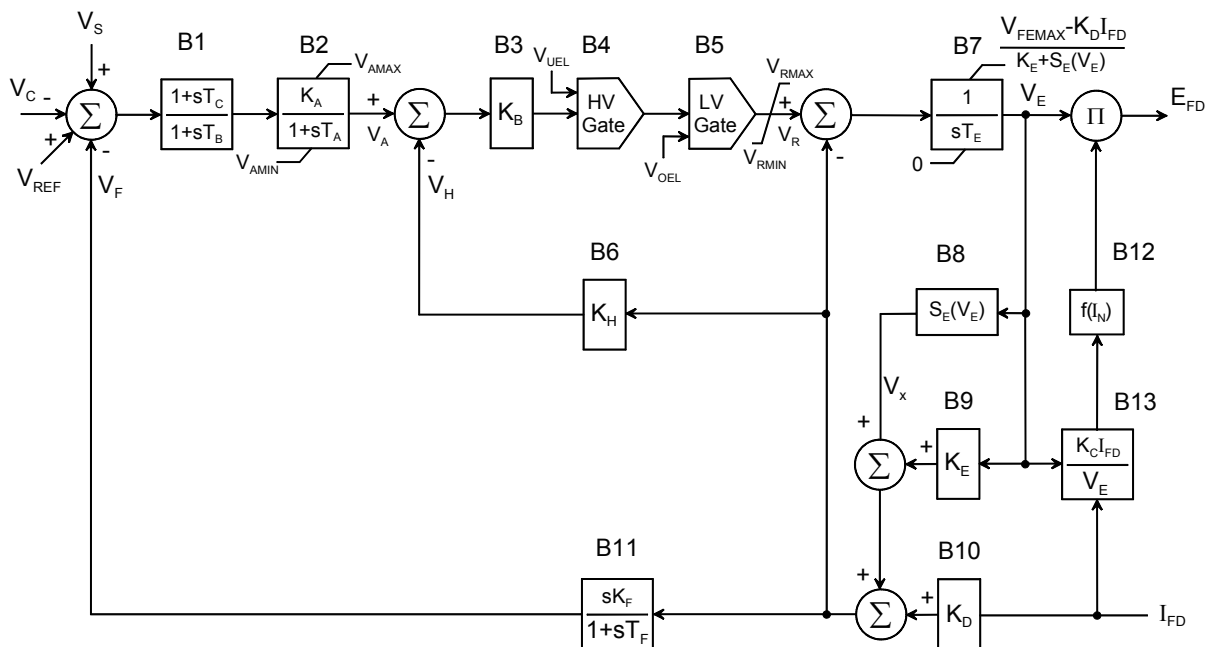 V_S
B1
B2
B3
B4
B5
B7
V_FEMAX-K_DI_FD
K_E+S_E(V_E)
V_AMAX
V_UEL
V_RMAX
V_C
-
+
Σ
1+sT_C
1+sT_B
K_A
1+sT_A
+
V_A
Σ
K_B
HV
Gate
LV
Gate
+
V_R
Σ
1
sT_E
V_E
Π
E_FD
+
V_REF
-
V_F
V_AMIN
-
V_H
V_OEL
V_RMIN
-
0
B6
K_H
B8
S_E(V_E)
B12
f(I_N)
V_x
B9
B13
+
Σ
+
K_E
K_CI_FD
V_E
B11
sK_F
1+sT_F
B10
+
Σ
+
K_D
I_FD